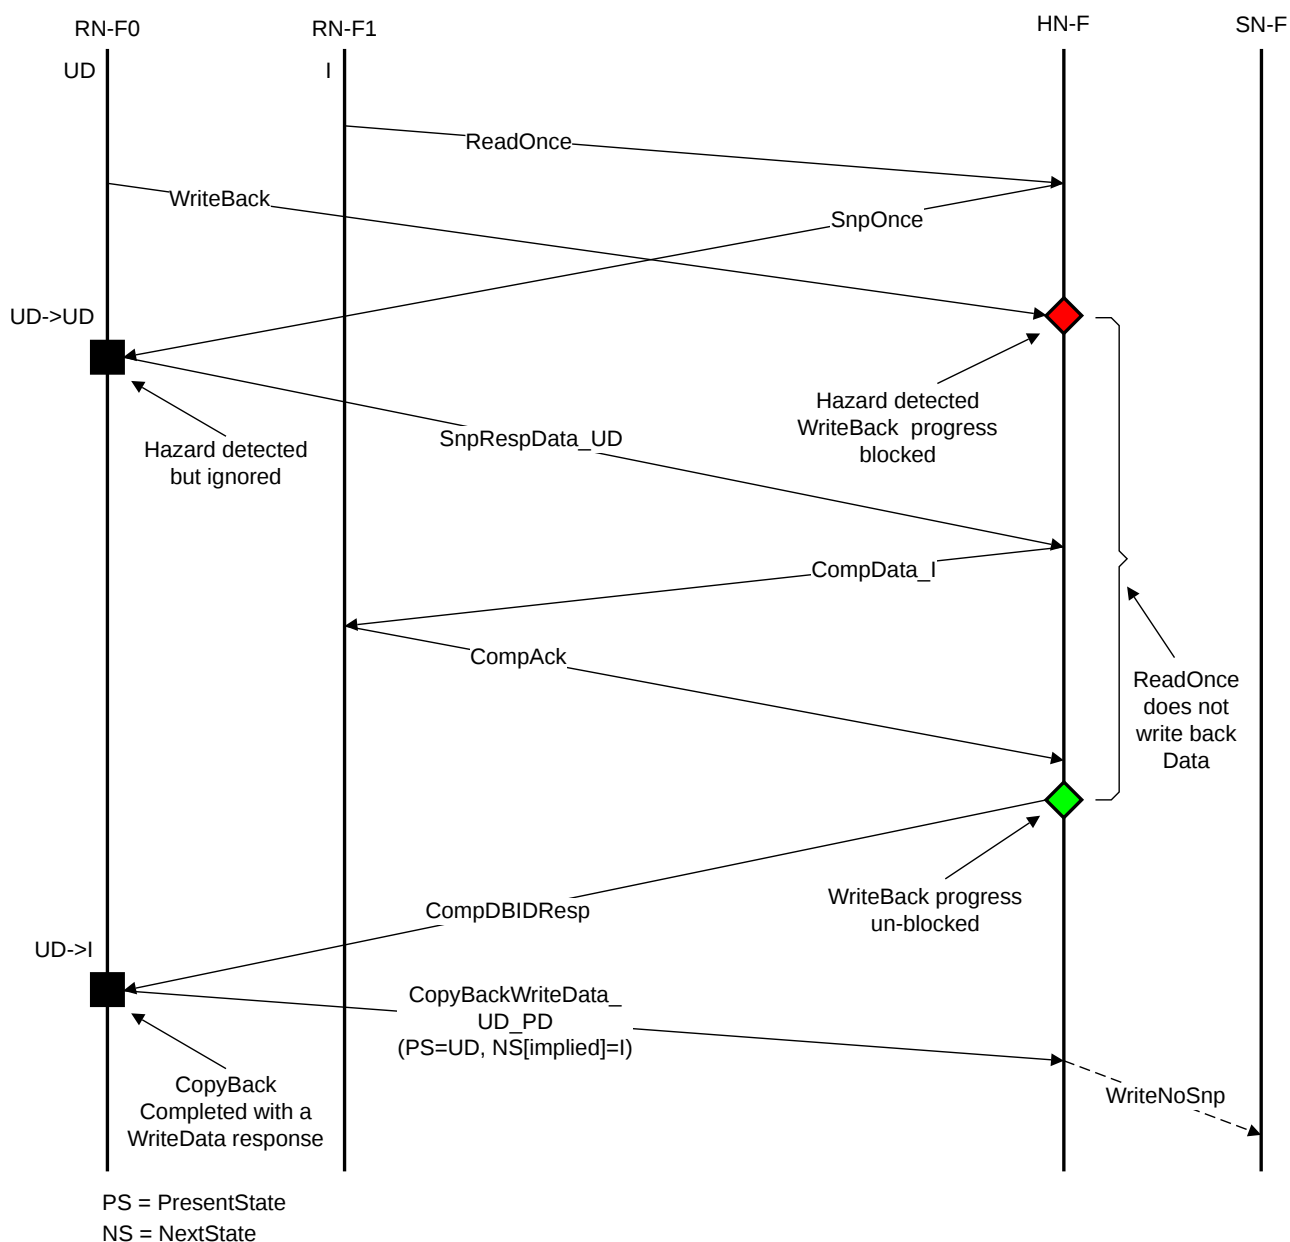 RN-F0
RN-F1
HN-F
SN-F
UD
I
ReadOnce
WriteBack
SnpOnce
UD->UD
Hazard detected
but ignored
Hazard detected
WriteBack progress
blocked
SnpRespData_UD
CompData_I
CompAck
ReadOnce
does not
write back
Data
WriteBack progress
un-blocked
CompDBIDResp
UD->I
CopyBackWriteData_
UD_PD
(PS=UD, NS[implied]=I)
CopyBack
Completed with a
WriteData response
WriteNoSnp
PS = PresentState
NS = NextState